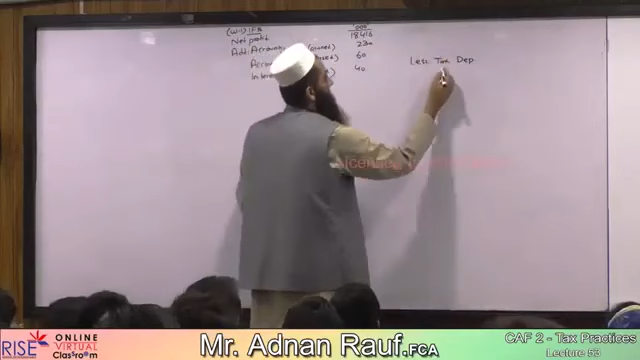 (W-1) IFB '000'
Net profit 18416
Add: Accounting 230
60
40
Less: Tax Dep
RISE
ONLINE
VIRTUAL
Classroom
Mr. Adnan Rauf.FCA
CAF 2 - Tax Practices
Lecture 53